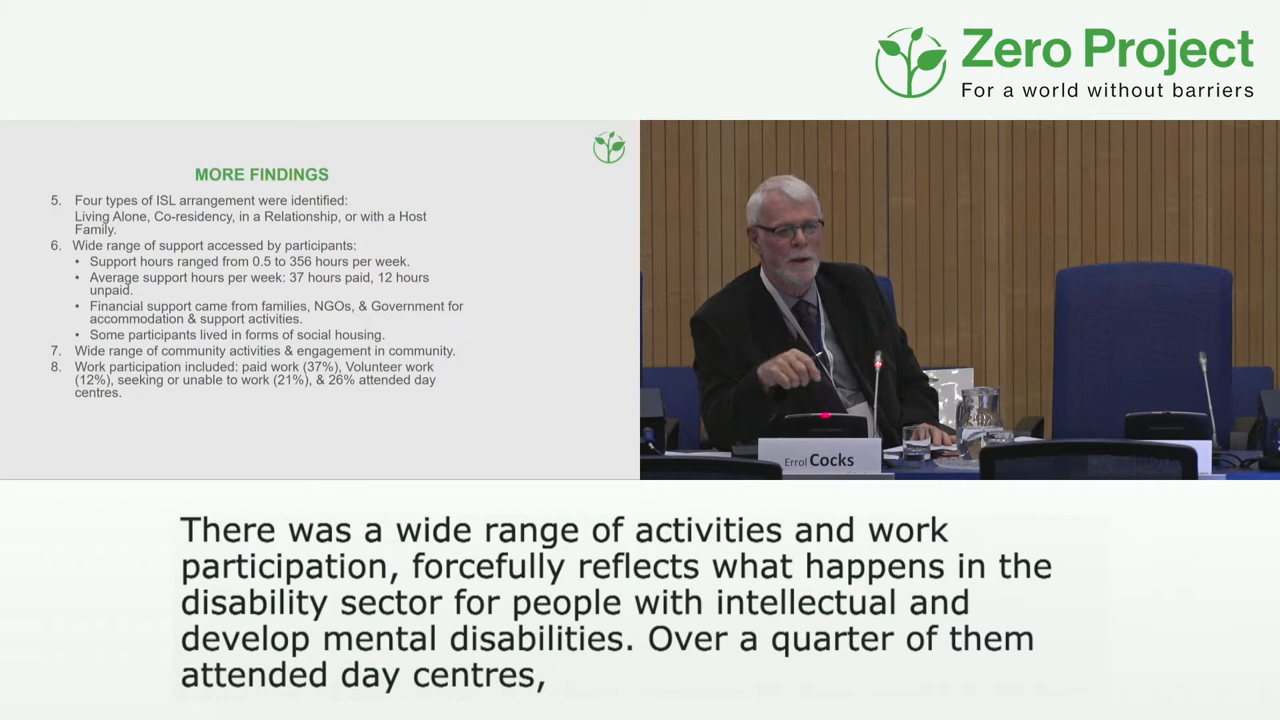 Zero Project
For a world without barriers
MORE FINDINGS
5. Four types of ISL arrangement were identified:
Living Alone, Co-residency, in a Relationship, or with a Host
Family.
6. Wide range of support accessed by participants:
• Support hours ranged from 0.5 to 356 hours per week.
• Average support hours per week: 37 hours paid, 12 hours
unpaid.
• Financial support came from families, NGOs, & Government for
accommodation & support activities.
• Some participants lived in forms of social housing.
7. Wide range of community activities & engagement in community.
8. Work participation included: paid work (37%), Volunteer work
(12%), seeking or unable to work (21%), & 26% attended day
centres.
Errol Cocks
There was a wide range of activities and work
participation, forcefully reflects what happens in the
disability sector for people with intellectual and
develop mental disabilities. Over a quarter of them
attended day centres,